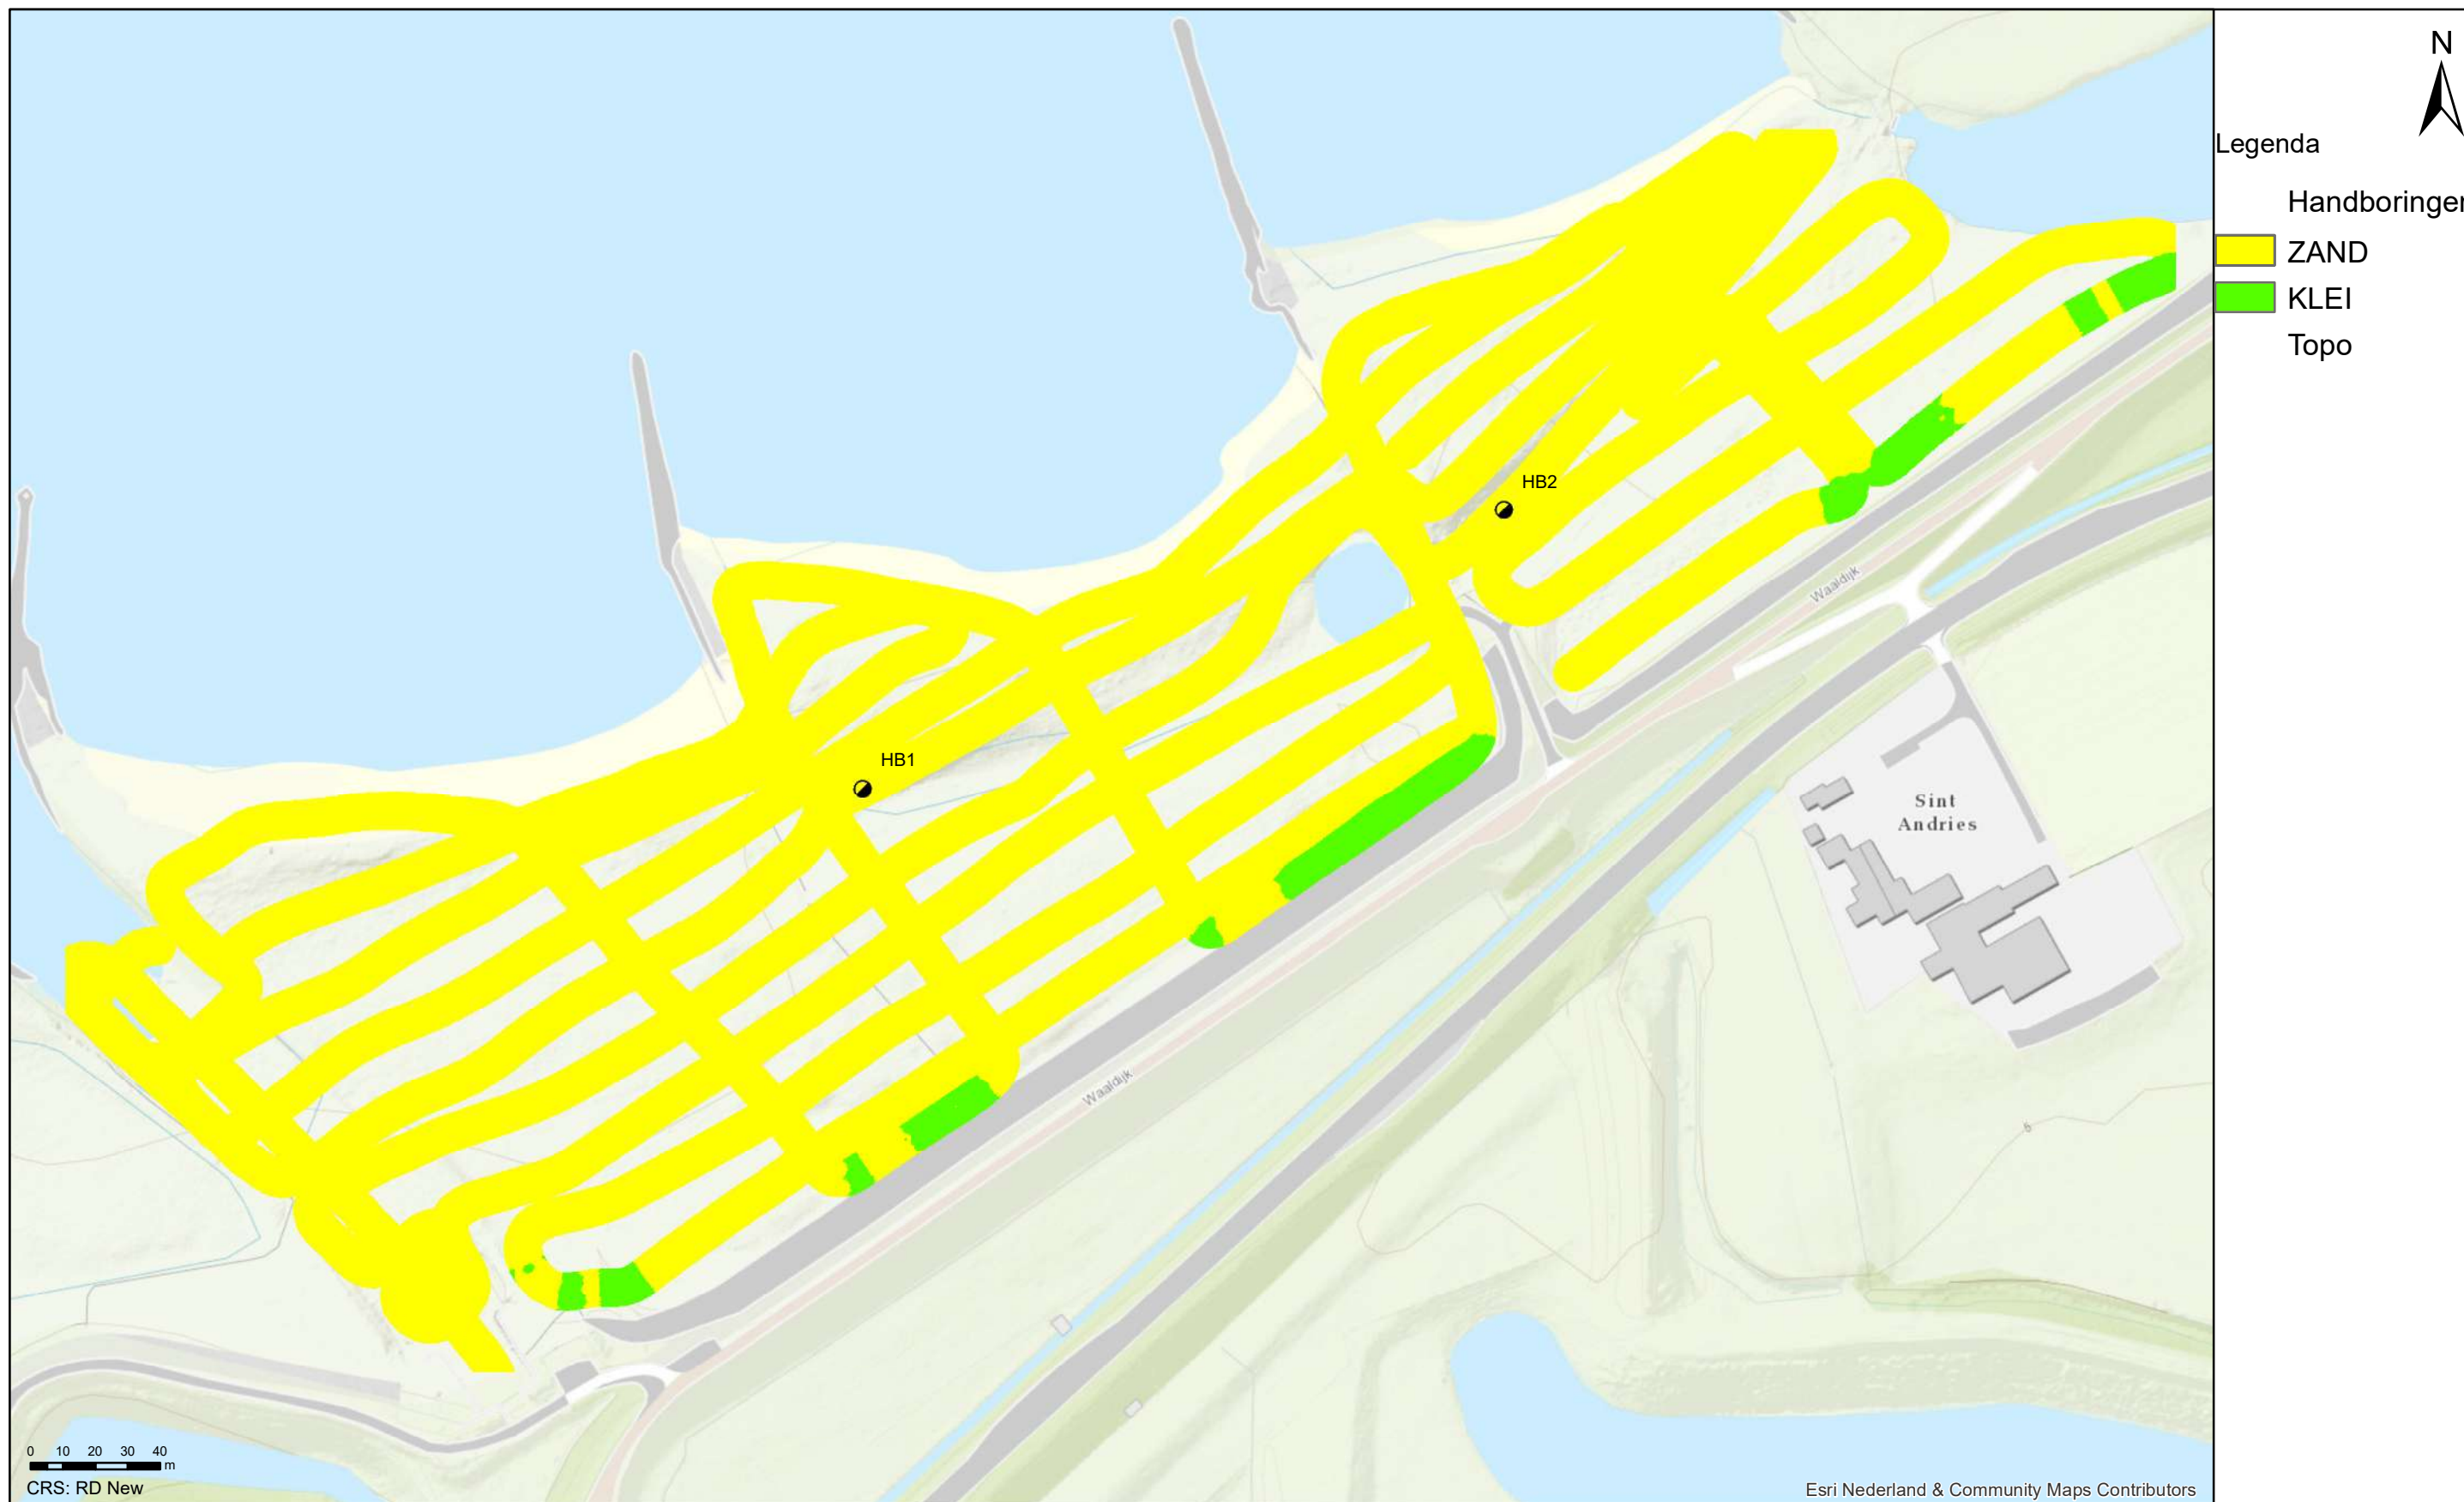 N
Legenda
Handboringen
ZAND
KLEI
Topo
HB2
Waaldijk
HB1
Sint
Andries
Waaldijk
5
0 10 20 30 40
m
CRS: RD New
Esri Nederland & Community Maps Contributors